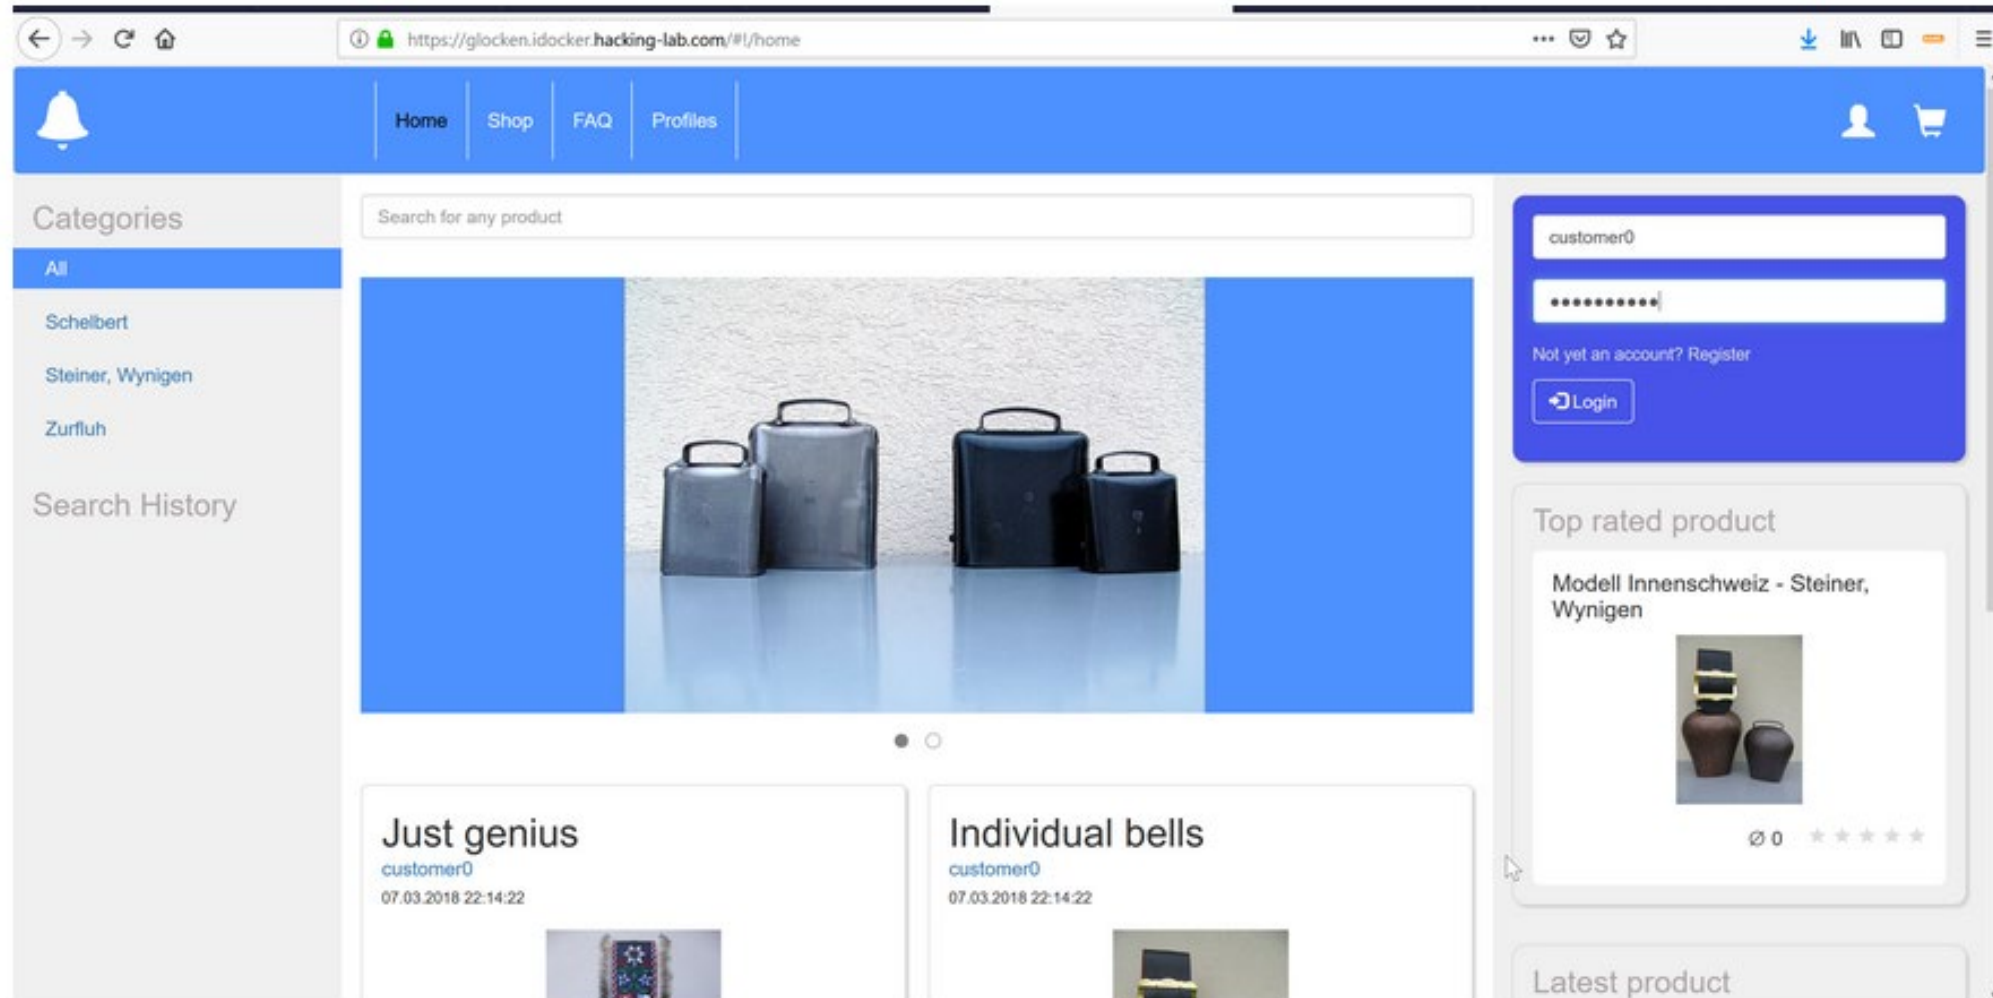 https://glocken.idocker.hacking-lab.com/#!/home
Home
Shop
FAQ
Profiles
Categories
All
Schelbert
Steiner, Wynigen
Zurfluh
Search History
Search for any product
customer0
••••••••••
Not yet an account? Register
Login
Top rated product
Modell Innenschweiz - Steiner,
Wynigen
Ø 0
Just genius
customer0
07.03.2018 22:14:22
Individual bells
customer0
07.03.2018 22:14:22
Latest product